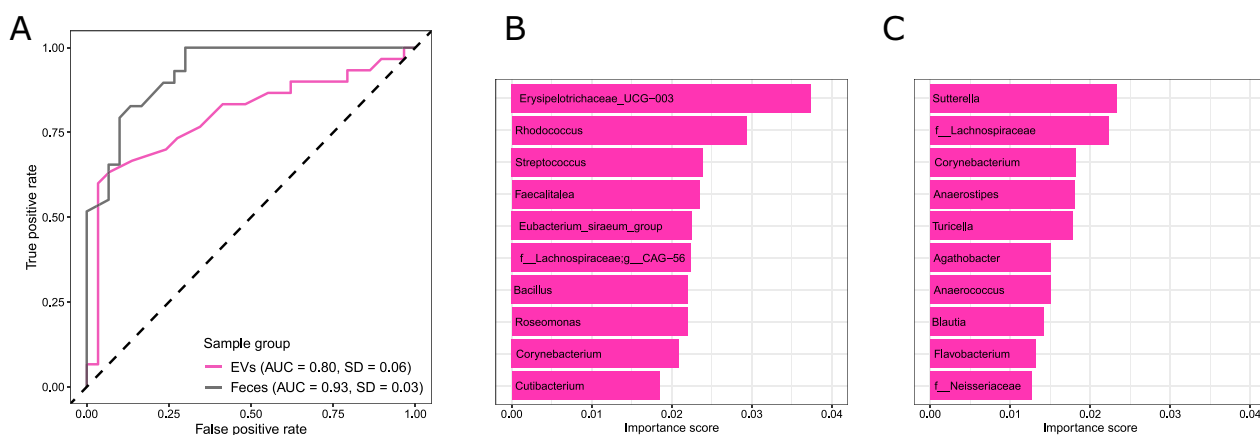 A
1.00
0.75
0.50
0.25
0.00
True positive rate
Sample group
EVs (AUC = 0.80, SD = 0.06)
Feces (AUC = 0.93, SD = 0.03)
0.00 0.25 0.50 0.75 1.00
False positive rate
B
Erysipelotrichaceae_UCG−003
Rhodococcus
Streptococcus
Faecalitalea
Eubacterium_siraeum_group
f__Lachnospiraceae;g__CAG−56
Bacillus
Roseomonas
Corynebacterium
Cutibacterium
0.00 0.01 0.02 0.03 0.04
Importance score
C
Sutterella
f__Lachnospiraceae
Corynebacterium
Anaerostipes
Turicella
Agathobacter
Anaerococcus
Blautia
Flavobacterium
f__Neisseriaceae
0.00 0.01 0.02 0.03 0.04
Importance score